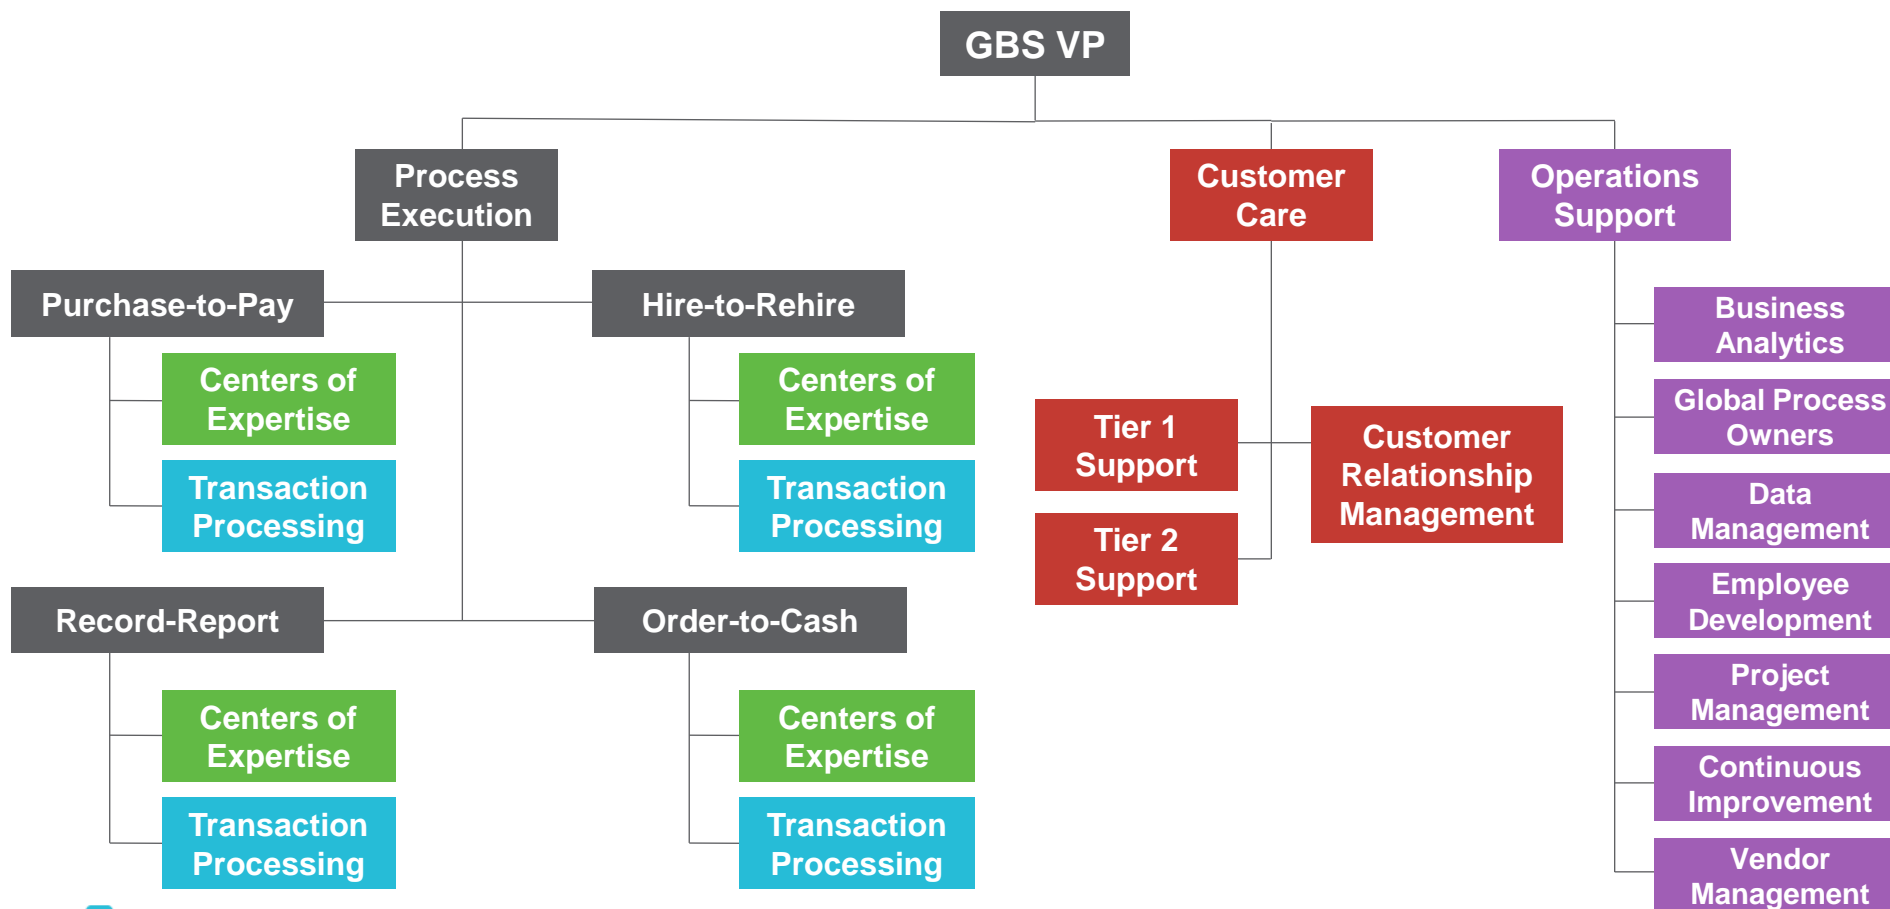 GBS VP
Process
Execution
Customer
Care
Operations
Support
Purchase-to-Pay
Centers of
Expertise
Transaction
Processing
Hire-to-Rehire
Centers of
Expertise
Transaction
Processing
Record-Report
Centers of
Expertise
Transaction
Processing
Order-to-Cash
Centers of
Expertise
Transaction
Processing
Tier 1
Support
Tier 2
Support
Customer
Relationship
Management
Business
Analytics
Global Process
Owners
Data
Management
Employee
Development
Project
Management
Continuous
Improvement
Vendor
Management